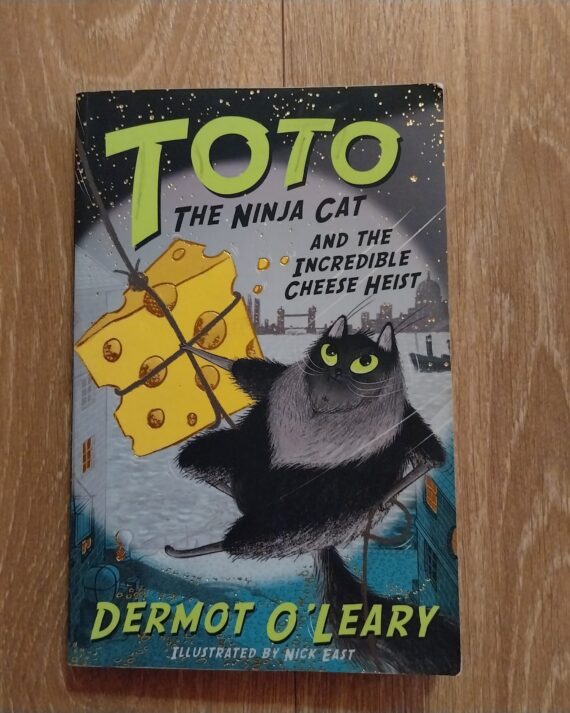 TOTO
THE NINJA CAT
AND THE
INCREDIBLE
CHEESE HEIST
DERMOT O'LEARY
ILLUSTRATED BY NICK EAST